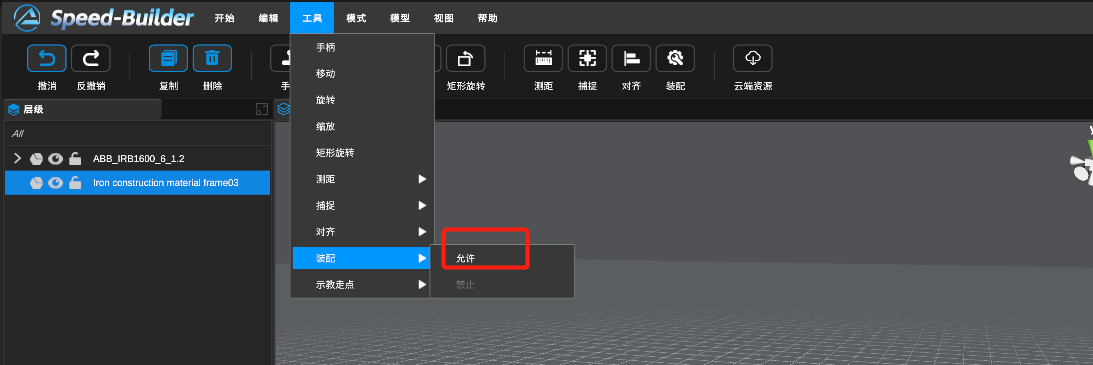 Speed-Builder 开始 编辑 工具 模式 模型 视图 帮助
撤消 反撤销 复制 删除 手 矩形旋转 测距 捕捉 对齐 装配 云端资源
层级
All
ABB_IRB1600_6_1.2
Iron construction material frame03
手柄
移动
旋转
缩放
矩形旋转
测距
捕捉
对齐
装配
示教走点
允许
禁止
y